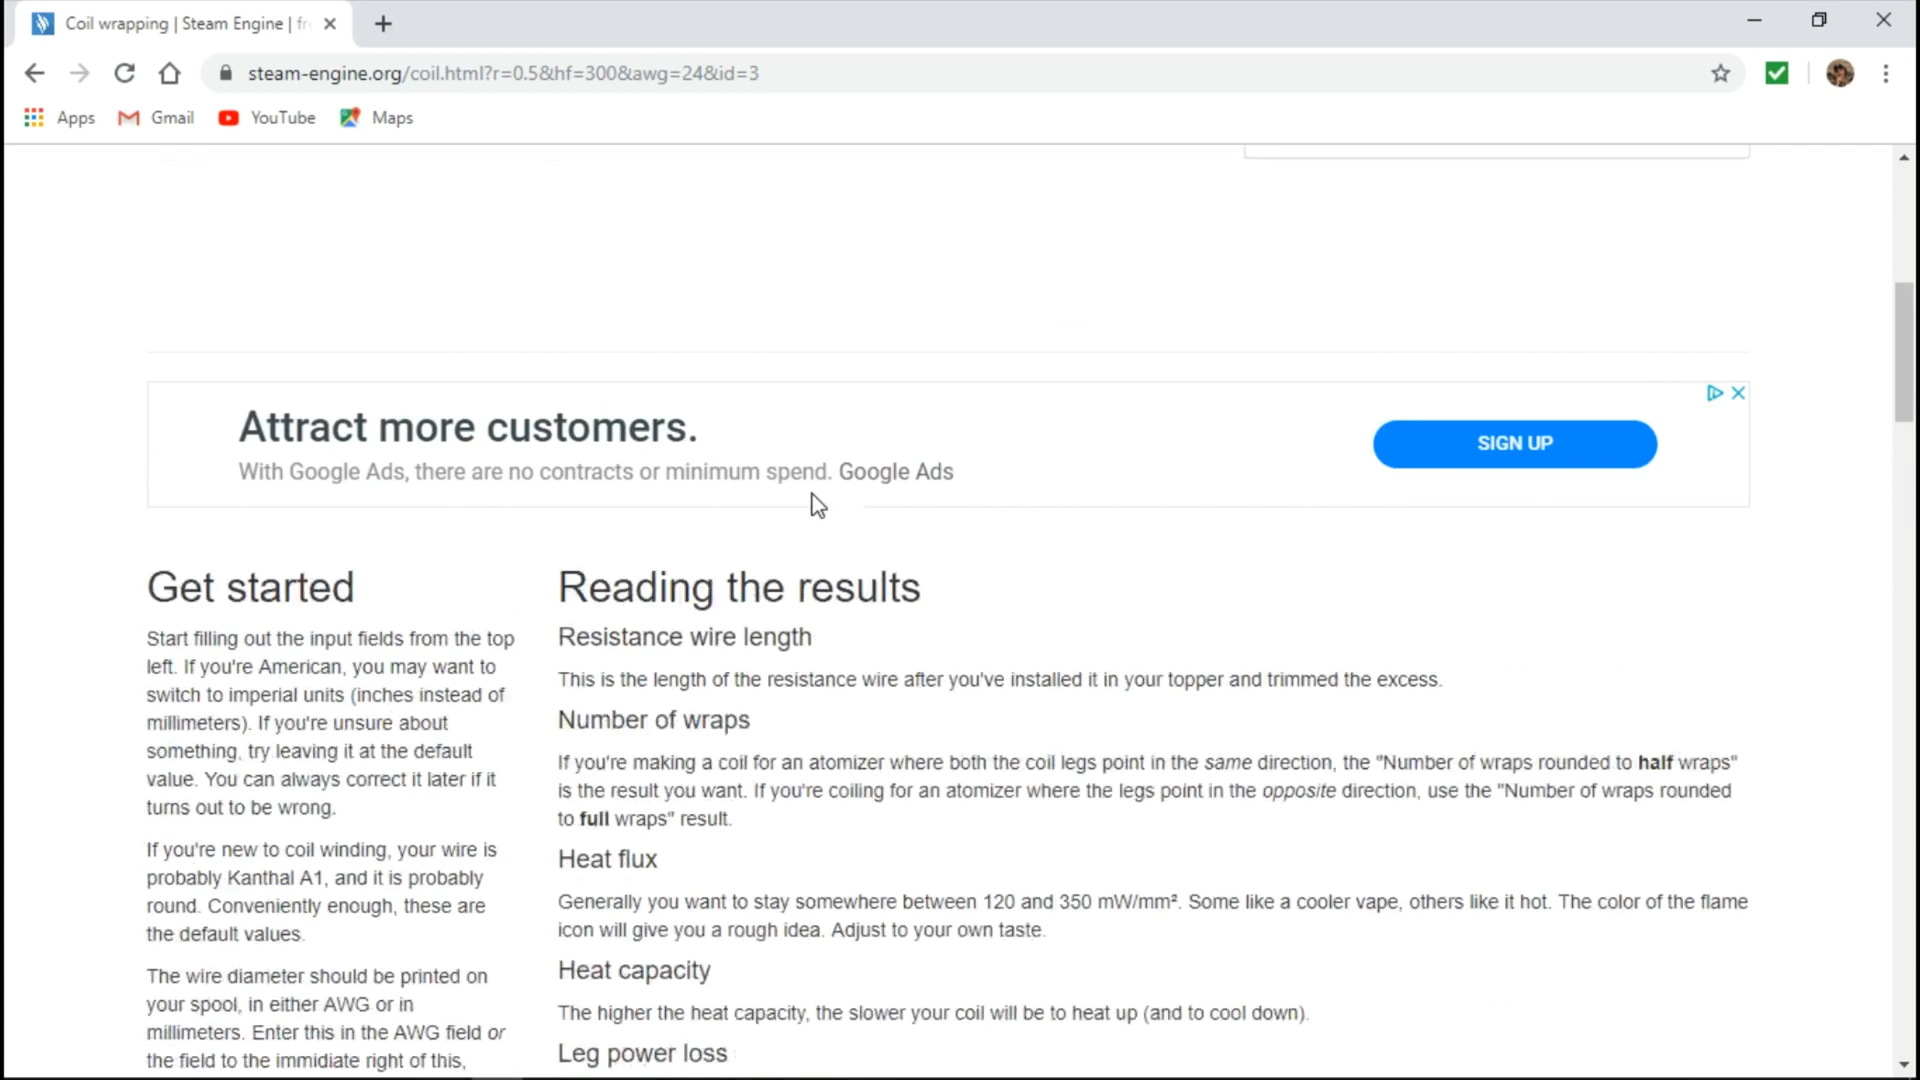 Coil wrapping | Steam Engine | fr
steam-engine.org/coil.html?r=0.5&hf=300&awg=24&id=3
Apps Gmail YouTube Maps
Attract more customers.
With Google Ads, there are no contracts or minimum spend. Google Ads
SIGN UP
Get started
Start filling out the input fields from the top
left. If you're American, you may want to
switch to imperial units (inches instead of
millimeters). If you're unsure about
something, try leaving it at the default
value. You can always correct it later if it
turns out to be wrong.
If you're new to coil winding, your wire is
probably Kanthal A1, and it is probably
round. Conveniently enough, these are
the default values.
The wire diameter should be printed on
your spool, in either AWG or in
millimeters. Enter this in the AWG field or
the field to the immidiate right of this,
Reading the results
Resistance wire length
This is the length of the resistance wire after you've installed it in your topper and trimmed the excess.
Number of wraps
If you're making a coil for an atomizer where both the coil legs point in the same direction, the "Number of wraps rounded to half wraps"
is the result you want. If you're coiling for an atomizer where the legs point in the opposite direction, use the "Number of wraps rounded
to full wraps" result.
Heat flux
Generally you want to stay somewhere between 120 and 350 mW/mm². Some like a cooler vape, others like it hot. The color of the flame
icon will give you a rough idea. Adjust to your own taste.
Heat capacity
The higher the heat capacity, the slower your coil will be to heat up (and to cool down).
Leg power loss